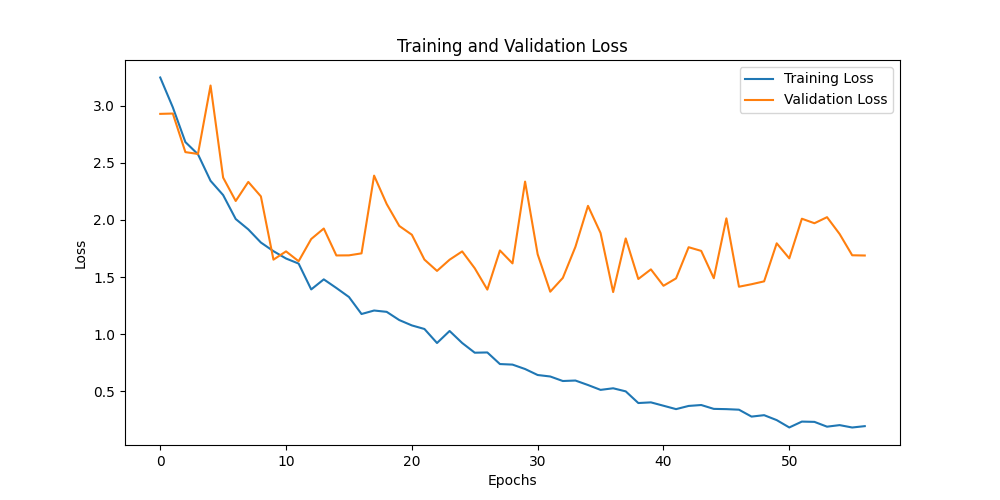 Training and Validation Loss
Training Loss
Validation Loss
3.0
2.5
2.0
1.5
1.0
0.5
Loss
0 10 20 30 40 50
Epochs